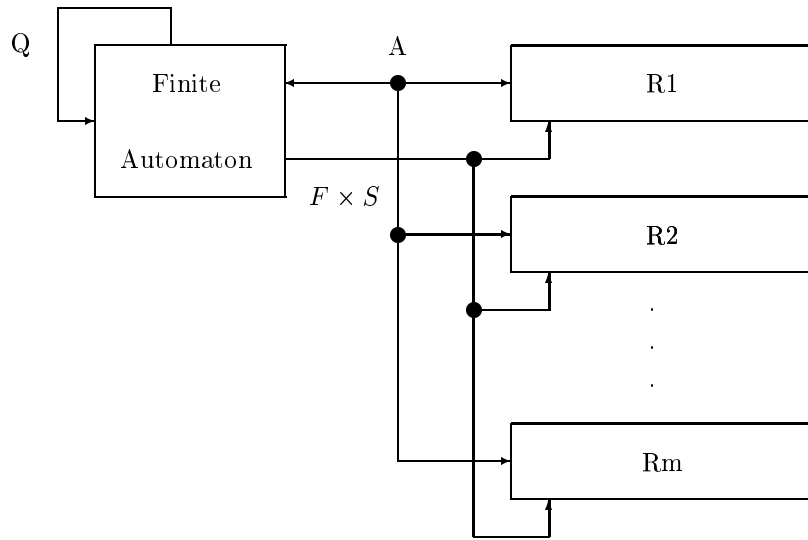 Q
A
Finite
R1
Automaton
F × S
R2
.
.
.
Rm